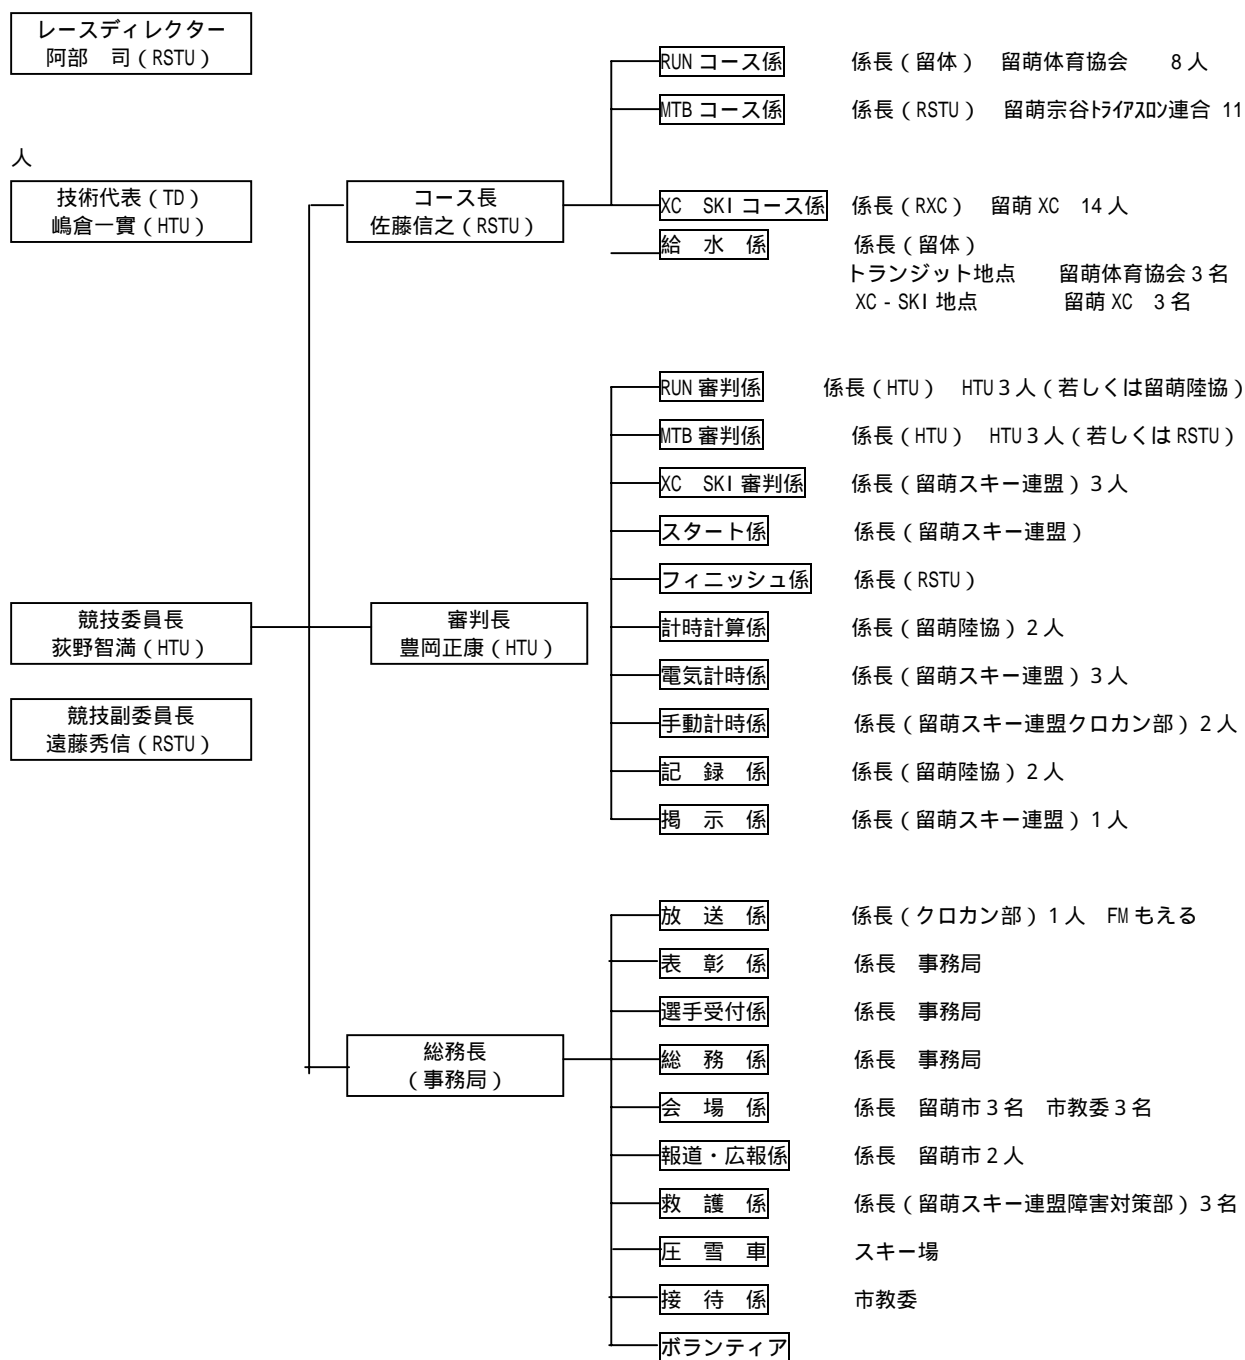 レースディレクター
阿部　司（RSTU）
RUN コース係　係長（留体）　留萌体育協会　8人
MTB コース係　係長（RSTU）　留萌宗谷ﾄﾗｲｱｽﾛﾝ連合 11
人
技術代表（TD）
嶋倉一實（HTU）
コース長
佐藤信之（RSTU）
XC　SKI コース係　係長（RXC）　留萌 XC　14 人
給　水　係　係長（留体）
トランジット地点　留萌体育協会 3 名
XC‐SKI 地点　留萌 XC　3 名
RUN 審判係　係長（HTU）　HTU 3 人（若しくは留萌陸協）
MTB 審判係　係長（HTU）　HTU 3 人（若しくは RSTU）
XC　SKI 審判係　係長（留萌スキー連盟）3 人
スタート係　係長（留萌スキー連盟）
フィニッシュ係　係長（RSTU）
競技委員長
荻野智満（HTU）
審判長
豊岡正康（HTU）
計時計算係　係長（留萌陸協）2 人
電気計時係　係長（留萌スキー連盟）3 人
競技副委員長
遠藤秀信（RSTU）
手動計時係　係長（留萌スキー連盟クロカン部）2 人
記　録　係　係長（留萌陸協）2 人
掲　示　係　係長（留萌スキー連盟）1 人
放　送　係　係長（クロカン部）1 人　FM もえる
表　彰　係　係長　事務局
選手受付係　係長　事務局
総務長
（事務局）
総　務　係　係長　事務局
会　場　係　係長　留萌市 3 名　市教委 3 名
報道・広報係　係長　留萌市 2 人
救　護　係　係長（留萌スキー連盟障害対策部）3 名
圧　雪　車　スキー場
接　待　係　市教委
ボランティア